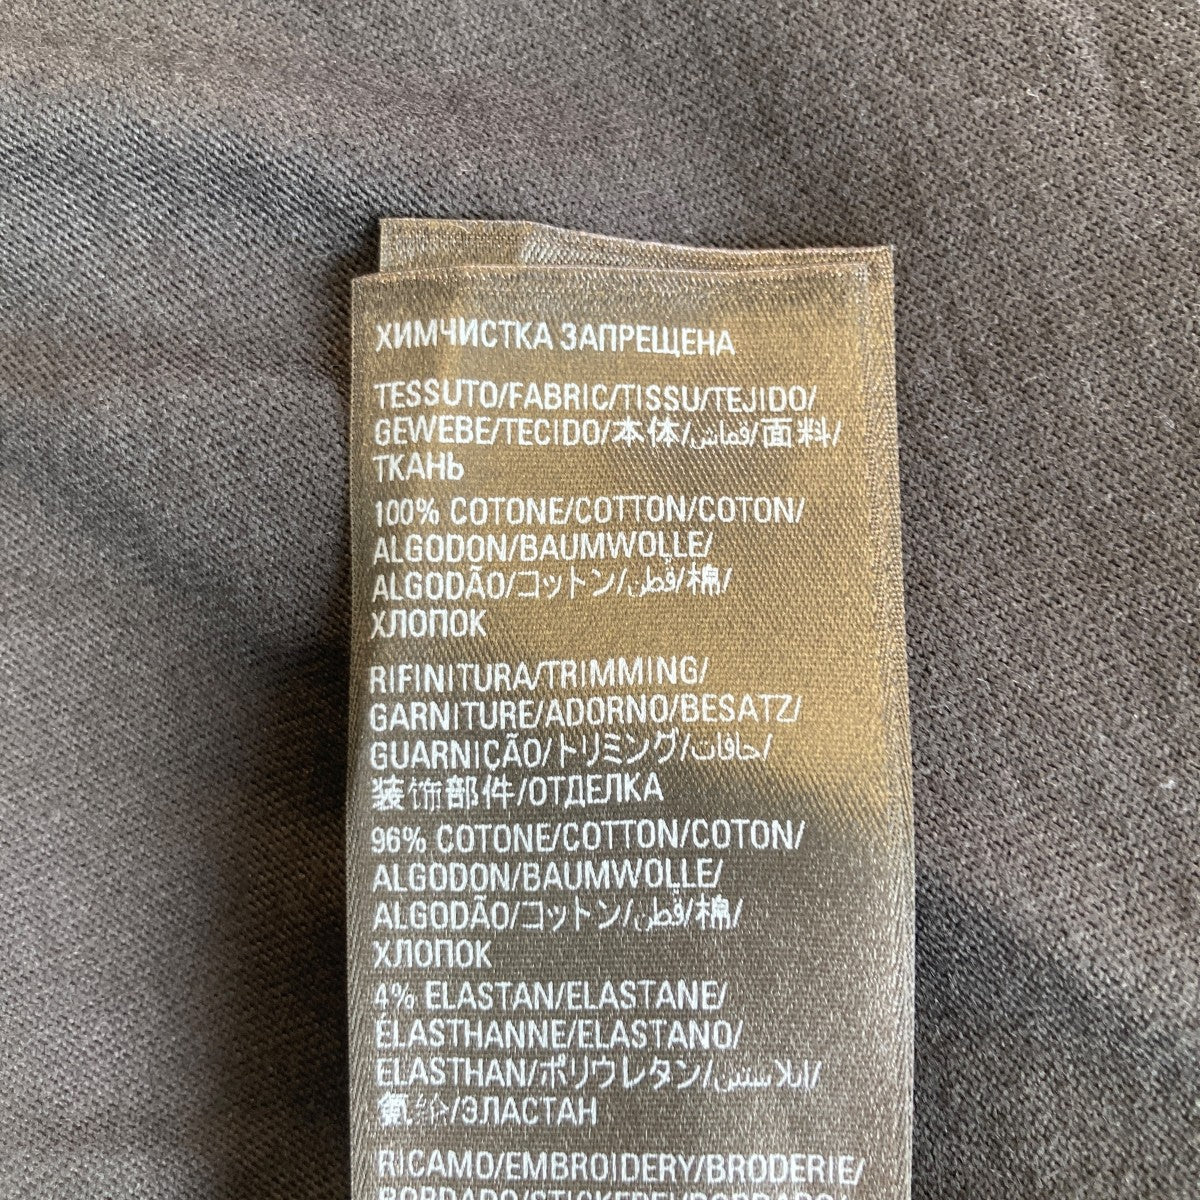 ХИМЧИСТКА ЗАПРЕЩЕНА
TESSUTO/FABRIC/TISSU/TEJIDO/
GEWEBE/TECIDO/本体/قماش/面料/
ТКАНЬ
100% COTONE/COTTON/COTON/
ALGODON/BAUMWOLLE/
ALGODÃO/コットン/قطن/棉/
ХЛОПОК
RIFINITURA/TRIMMING/
GARNITURE/ADORNO/BESATZ/
GUARNIÇÃO/トリミング/حافات/
装饰部件/ОТДЕЛКА
96% COTONE/COTTON/COTON/
ALGODON/BAUMWOLLE/
ALGODÃO/コットン/قطن/棉/
ХЛОПОК
4% ELASTAN/ELASTANE/
ÉLASTHANNE/ELASTANO/
ELASTHAN/ポリウレタン/ايلاستين/
氨纶/ЭЛАСТАН
RICAMO/EMBROIDERY/BRODERIE/
BORDADO/STICKEREI/BORDADO/